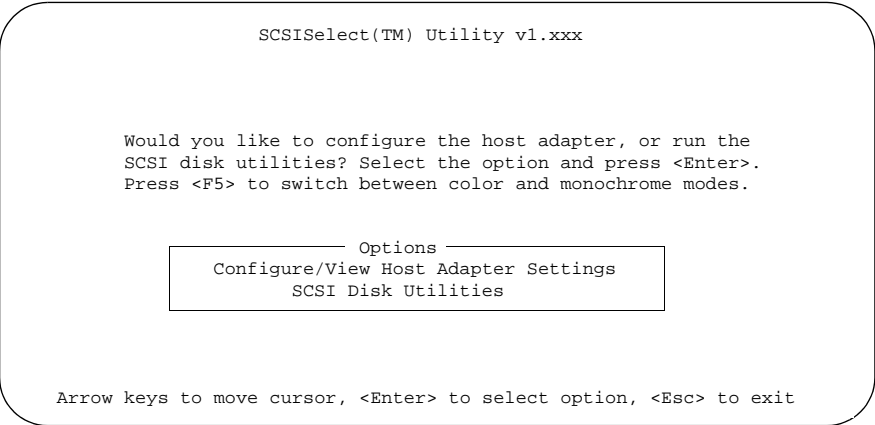 SCSISelect(TM) Utility v1.xxx
Would you like to configure the host adapter, or run the
SCSI disk utilities? Select the option and press <Enter>.
Press <F5> to switch between color and monochrome modes.
Options
Configure/View Host Adapter Settings
SCSI Disk Utilities
Arrow keys to move cursor, <Enter> to select option, <Esc> to exit